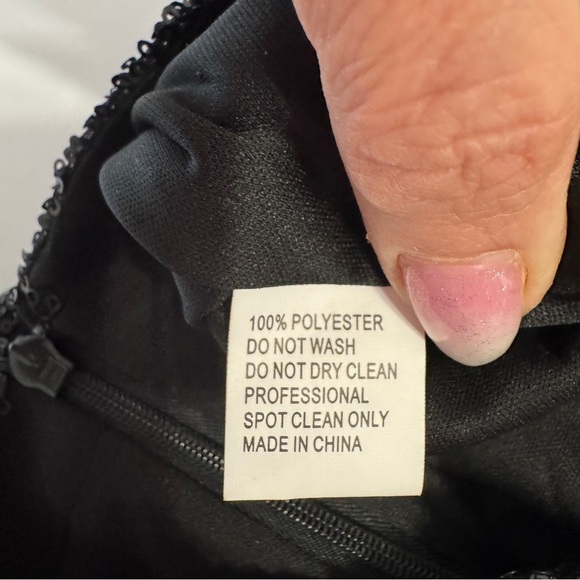 100% POLYESTER
DO NOT WASH
DO NOT DRY CLEAN
PROFESSIONAL
SPOT CLEAN ONLY
MADE IN CHINA